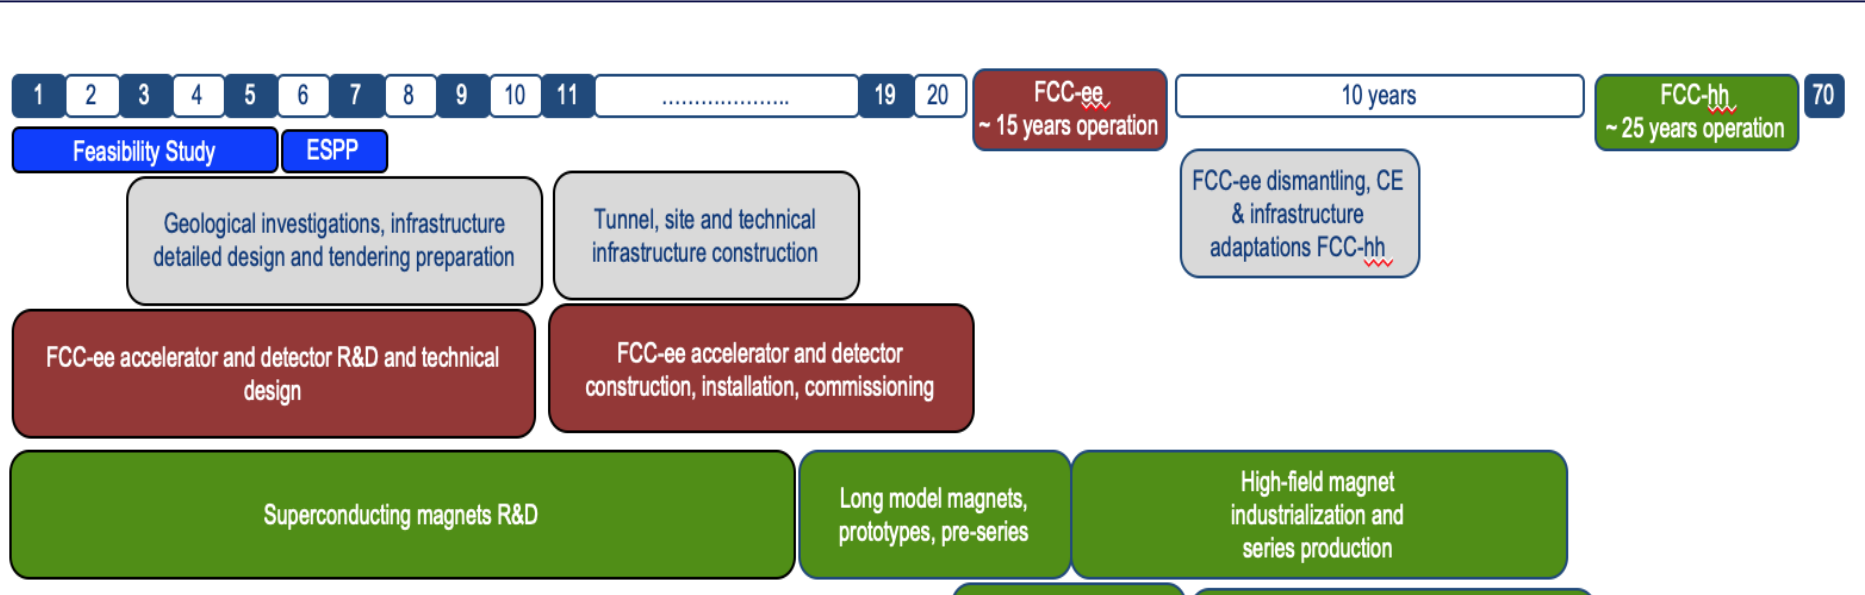 1 2 3 4 5 6 7 8 9 10 11 ................... 19 20
FCC-ee
~ 15 years operation
10 years
FCC-hh
~ 25 years operation
70
Feasibility Study
ESPP
Geological investigations, infrastructure
detailed design and tendering preparation
Tunnel, site and technical
infrastructure construction
FCC-ee dismantling, CE
& infrastructure
adaptations FCC-hh
FCC-ee accelerator and detector R&D and technical
design
FCC-ee accelerator and detector
construction, installation, commissioning
Superconducting magnets R&D
Long model magnets,
prototypes, pre-series
High-field magnet
industrialization and
series production